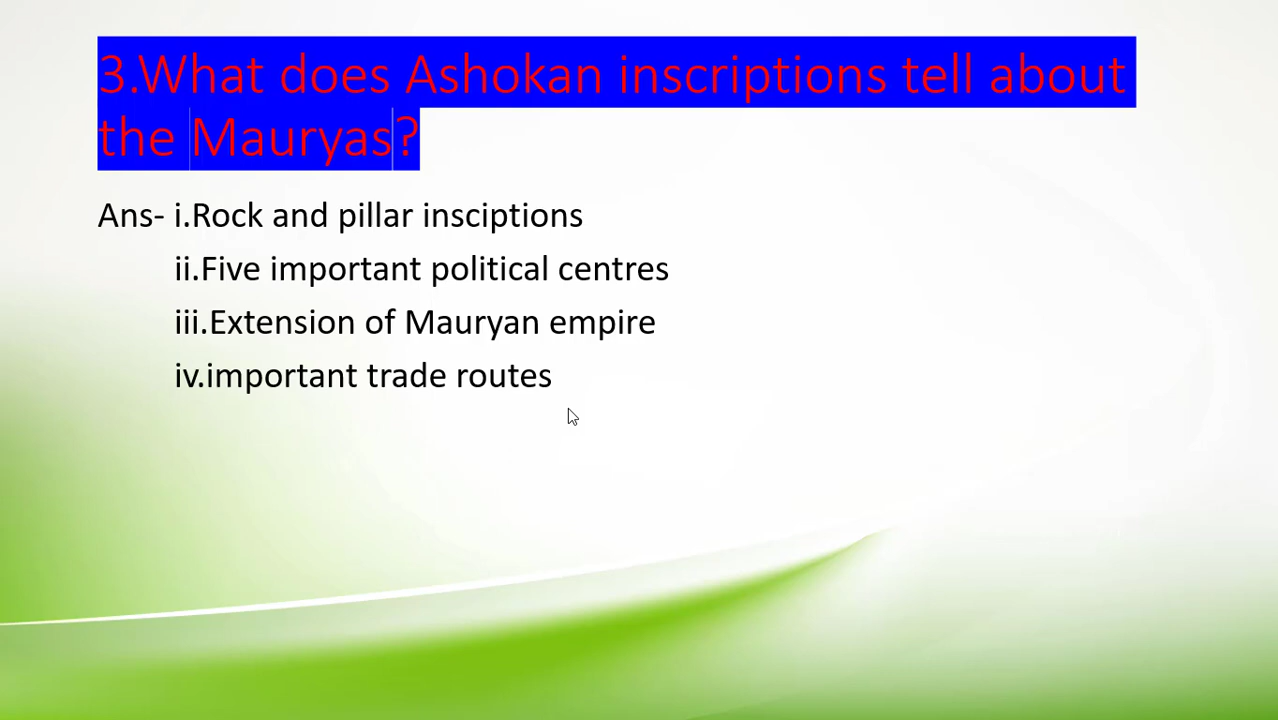 3.What does Ashokan inscriptions tell about
the Mauryas?
Ans- i.Rock and pillar insciptions
ii.Five important political centres
iii.Extension of Mauryan empire
iv.important trade routes